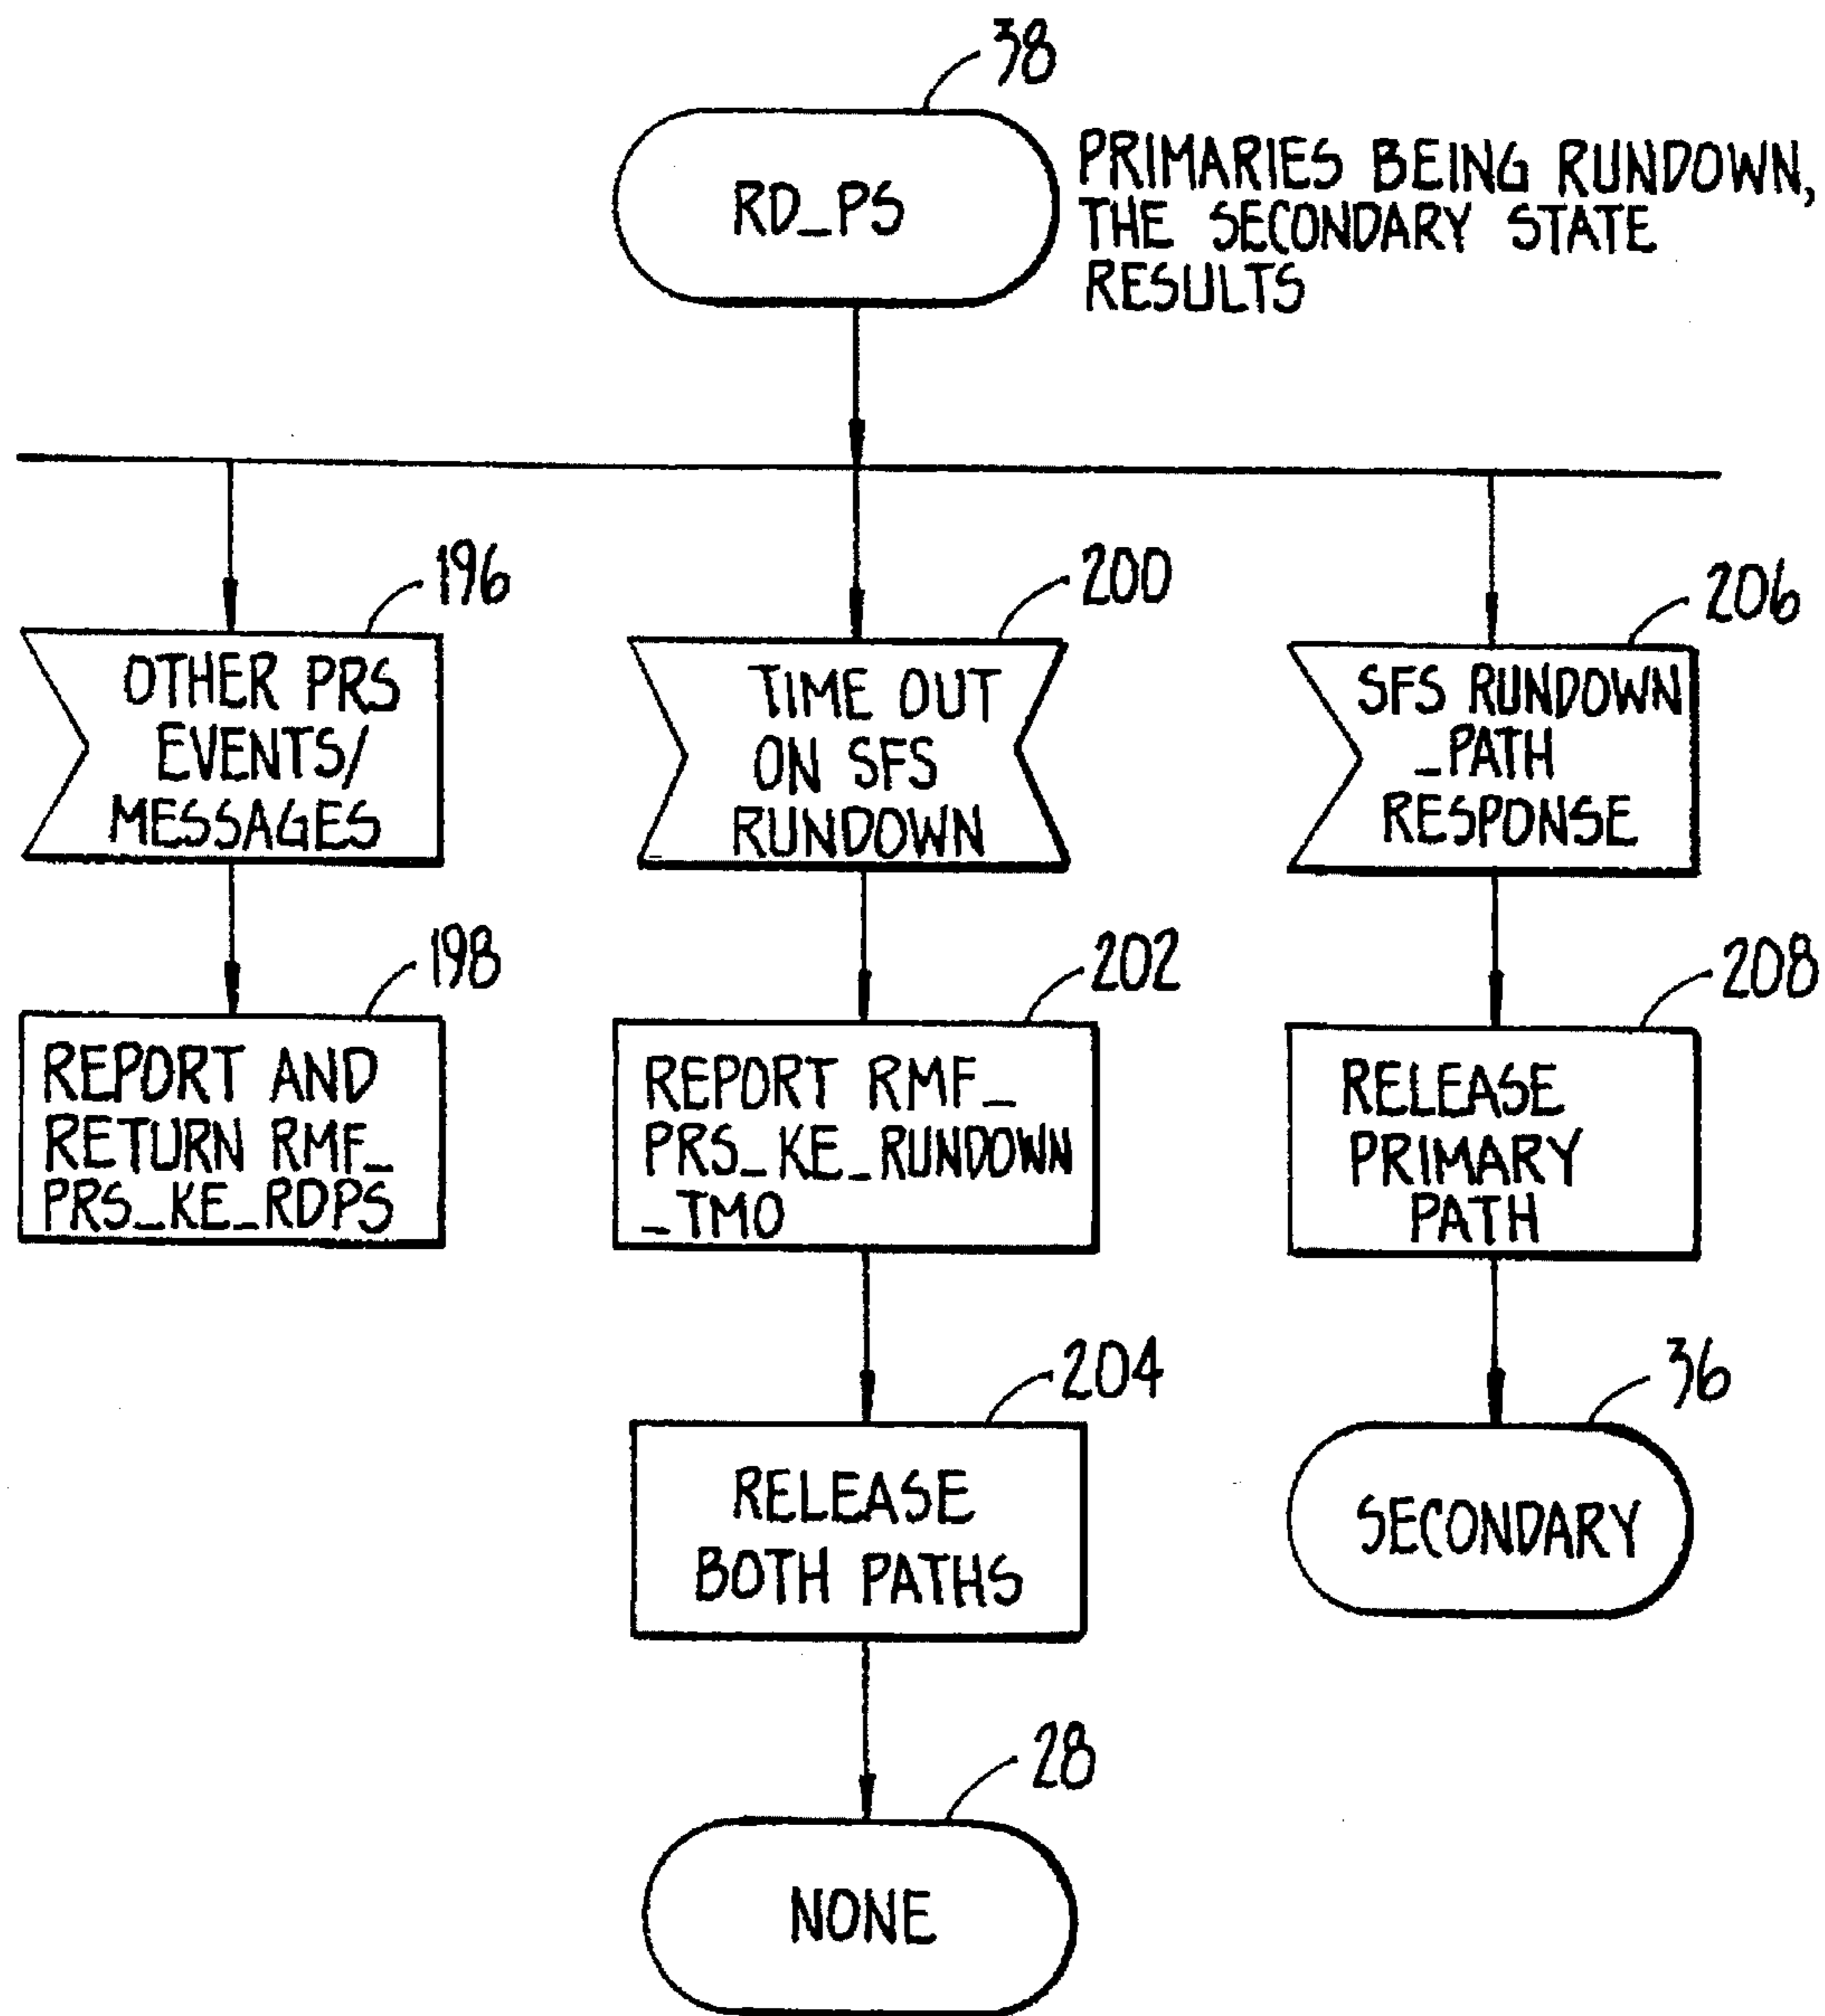 38
RD_PS
PRIMARIES BEING RUNDOWN,
THE SECONDARY STATE
RESULTS
196
OTHER PRS
EVENTS/
MESSAGES
200
TIME OUT
ON SFS
RUNDOWN
206
SFS RUNDOWN
_PATH
RESPONSE
198
REPORT AND
RETURN RMF_
PRS_KE_RDPS
202
REPORT RMF_
PRS_KE_RUNDOWN
_TMO
208
RELEASE
PRIMARY
PATH
204
RELEASE
BOTH PATHS
36
SECONDARY
28
NONE